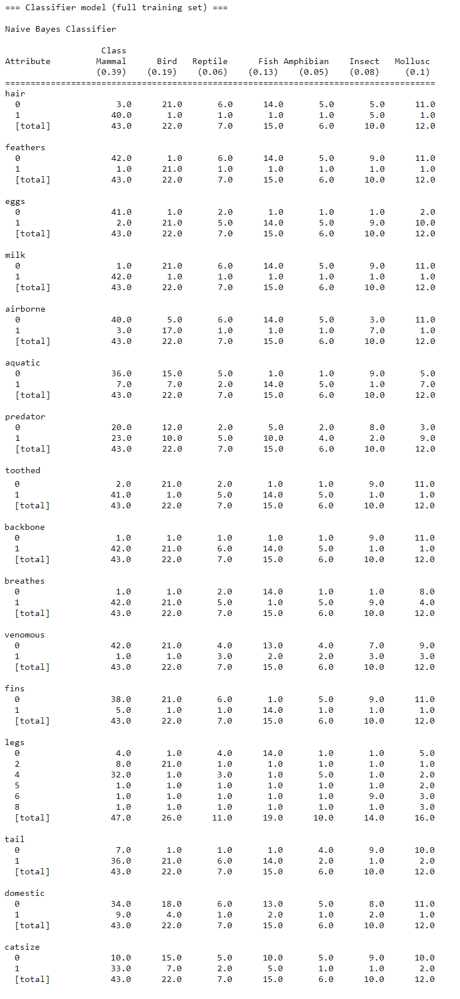 === Classifier model (full training set) ===
Naive Bayes Classifier
Class
Attribute Mammal Bird Reptile Fish Amphibian Insect Mollusc
(0.39) (0.19) (0.06) (0.13) (0.05) (0.08) (0.1)
=====================================================================================
hair
0 3.0 21.0 6.0 14.0 5.0 5.0 11.0
1 40.0 1.0 1.0 1.0 1.0 5.0 1.0
[total] 43.0 22.0 7.0 15.0 6.0 10.0 12.0
feathers
0 42.0 1.0 6.0 14.0 5.0 9.0 11.0
1 1.0 21.0 1.0 1.0 1.0 1.0 1.0
[total] 43.0 22.0 7.0 15.0 6.0 10.0 12.0
eggs
0 41.0 1.0 2.0 1.0 1.0 1.0 2.0
1 2.0 21.0 5.0 14.0 5.0 9.0 10.0
[total] 43.0 22.0 7.0 15.0 6.0 10.0 12.0
milk
0 1.0 21.0 6.0 14.0 5.0 9.0 11.0
1 42.0 1.0 1.0 1.0 1.0 1.0 1.0
[total] 43.0 22.0 7.0 15.0 6.0 10.0 12.0
airborne
0 40.0 5.0 6.0 14.0 5.0 3.0 11.0
1 3.0 17.0 1.0 1.0 1.0 7.0 1.0
[total] 43.0 22.0 7.0 15.0 6.0 10.0 12.0
aquatic
0 36.0 15.0 5.0 1.0 1.0 9.0 5.0
1 7.0 7.0 2.0 14.0 5.0 1.0 7.0
[total] 43.0 22.0 7.0 15.0 6.0 10.0 12.0
predator
0 20.0 12.0 2.0 5.0 2.0 8.0 3.0
1 23.0 10.0 5.0 10.0 4.0 2.0 9.0
[total] 43.0 22.0 7.0 15.0 6.0 10.0 12.0
toothed
0 2.0 21.0 2.0 1.0 1.0 9.0 11.0
1 41.0 1.0 5.0 14.0 5.0 1.0 1.0
[total] 43.0 22.0 7.0 15.0 6.0 10.0 12.0
backbone
0 1.0 1.0 1.0 1.0 1.0 9.0 11.0
1 42.0 21.0 6.0 14.0 5.0 1.0 1.0
[total] 43.0 22.0 7.0 15.0 6.0 10.0 12.0
breathes
0 1.0 1.0 2.0 14.0 1.0 1.0 8.0
1 42.0 21.0 5.0 1.0 5.0 9.0 4.0
[total] 43.0 22.0 7.0 15.0 6.0 10.0 12.0
venomous
0 42.0 21.0 4.0 13.0 4.0 7.0 9.0
1 1.0 1.0 3.0 2.0 2.0 3.0 3.0
[total] 43.0 22.0 7.0 15.0 6.0 10.0 12.0
fins
0 38.0 21.0 6.0 1.0 5.0 9.0 11.0
1 5.0 1.0 1.0 14.0 1.0 1.0 1.0
[total] 43.0 22.0 7.0 15.0 6.0 10.0 12.0
legs
0 4.0 1.0 4.0 14.0 1.0 1.0 5.0
2 8.0 21.0 1.0 1.0 1.0 1.0 1.0
4 32.0 1.0 3.0 1.0 5.0 1.0 2.0
5 1.0 1.0 1.0 1.0 1.0 1.0 2.0
6 1.0 1.0 1.0 1.0 1.0 9.0 3.0
8 1.0 1.0 1.0 1.0 1.0 1.0 3.0
[total] 47.0 26.0 11.0 19.0 10.0 14.0 16.0
tail
0 7.0 1.0 1.0 1.0 4.0 9.0 10.0
1 36.0 21.0 6.0 14.0 2.0 1.0 2.0
[total] 43.0 22.0 7.0 15.0 6.0 10.0 12.0
domestic
0 34.0 18.0 6.0 13.0 5.0 8.0 11.0
1 9.0 4.0 1.0 2.0 1.0 2.0 1.0
[total] 43.0 22.0 7.0 15.0 6.0 10.0 12.0
catsize
0 10.0 15.0 5.0 10.0 5.0 9.0 10.0
1 33.0 7.0 2.0 5.0 1.0 1.0 2.0
[total] 43.0 22.0 7.0 15.0 6.0 10.0 12.0